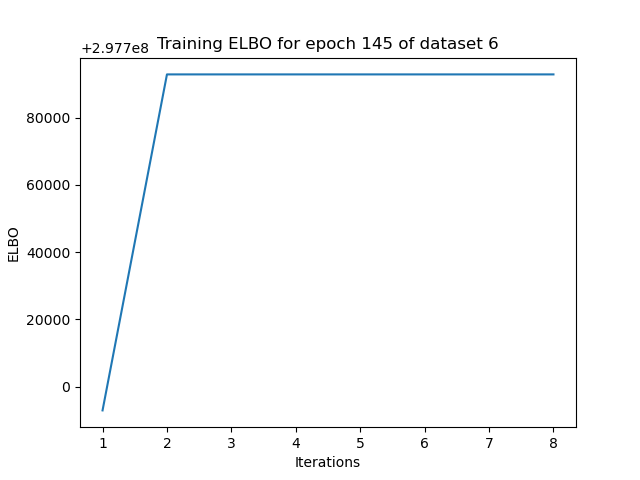 Training ELBO for epoch 145 of dataset 6
+2.977e8
80000
60000
40000
20000
0
ELBO
1 2 3 4 5 6 7 8
Iterations